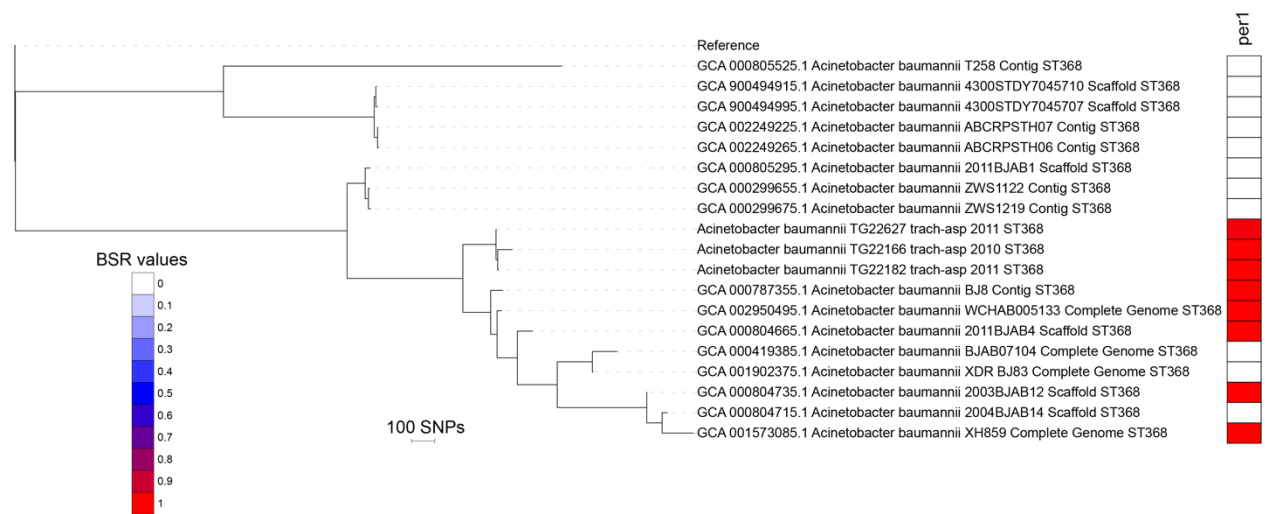 per1
Reference
GCA 000805525.1 Acinetobacter baumannii T258 Contig ST368
GCA 900494915.1 Acinetobacter baumannii 4300STDY7045710 Scaffold ST368
GCA 900494995.1 Acinetobacter baumannii 4300STDY7045707 Scaffold ST368
GCA 002249225.1 Acinetobacter baumannii ABCRPSTH07 Contig ST368
GCA 002249265.1 Acinetobacter baumannii ABCRPSTH06 Contig ST368
GCA 000805295.1 Acinetobacter baumannii 2011BJAB1 Scaffold ST368
GCA 000299655.1 Acinetobacter baumannii ZWS1122 Contig ST368
GCA 000299675.1 Acinetobacter baumannii ZWS1219 Contig ST368
Acinetobacter baumannii TG22627 trach-asp 2011 ST368
Acinetobacter baumannii TG22166 trach-asp 2010 ST368
Acinetobacter baumannii TG22182 trach-asp 2011 ST368
GCA 000787355.1 Acinetobacter baumannii BJ8 Contig ST368
GCA 002950495.1 Acinetobacter baumannii WCHAB005133 Complete Genome ST368
GCA 000804665.1 Acinetobacter baumannii 2011BJAB4 Scaffold ST368
GCA 000419385.1 Acinetobacter baumannii BJAB07104 Complete Genome ST368
GCA 001902375.1 Acinetobacter baumannii XDR BJ83 Complete Genome ST368
GCA 000804735.1 Acinetobacter baumannii 2003BJAB12 Scaffold ST368
GCA 000804715.1 Acinetobacter baumannii 2004BJAB14 Scaffold ST368
GCA 001573085.1 Acinetobacter baumannii XH859 Complete Genome ST368
BSR values
0
0.1
0.2
0.3
0.4
0.5
0.6
0.7
0.8
0.9
1
100 SNPs